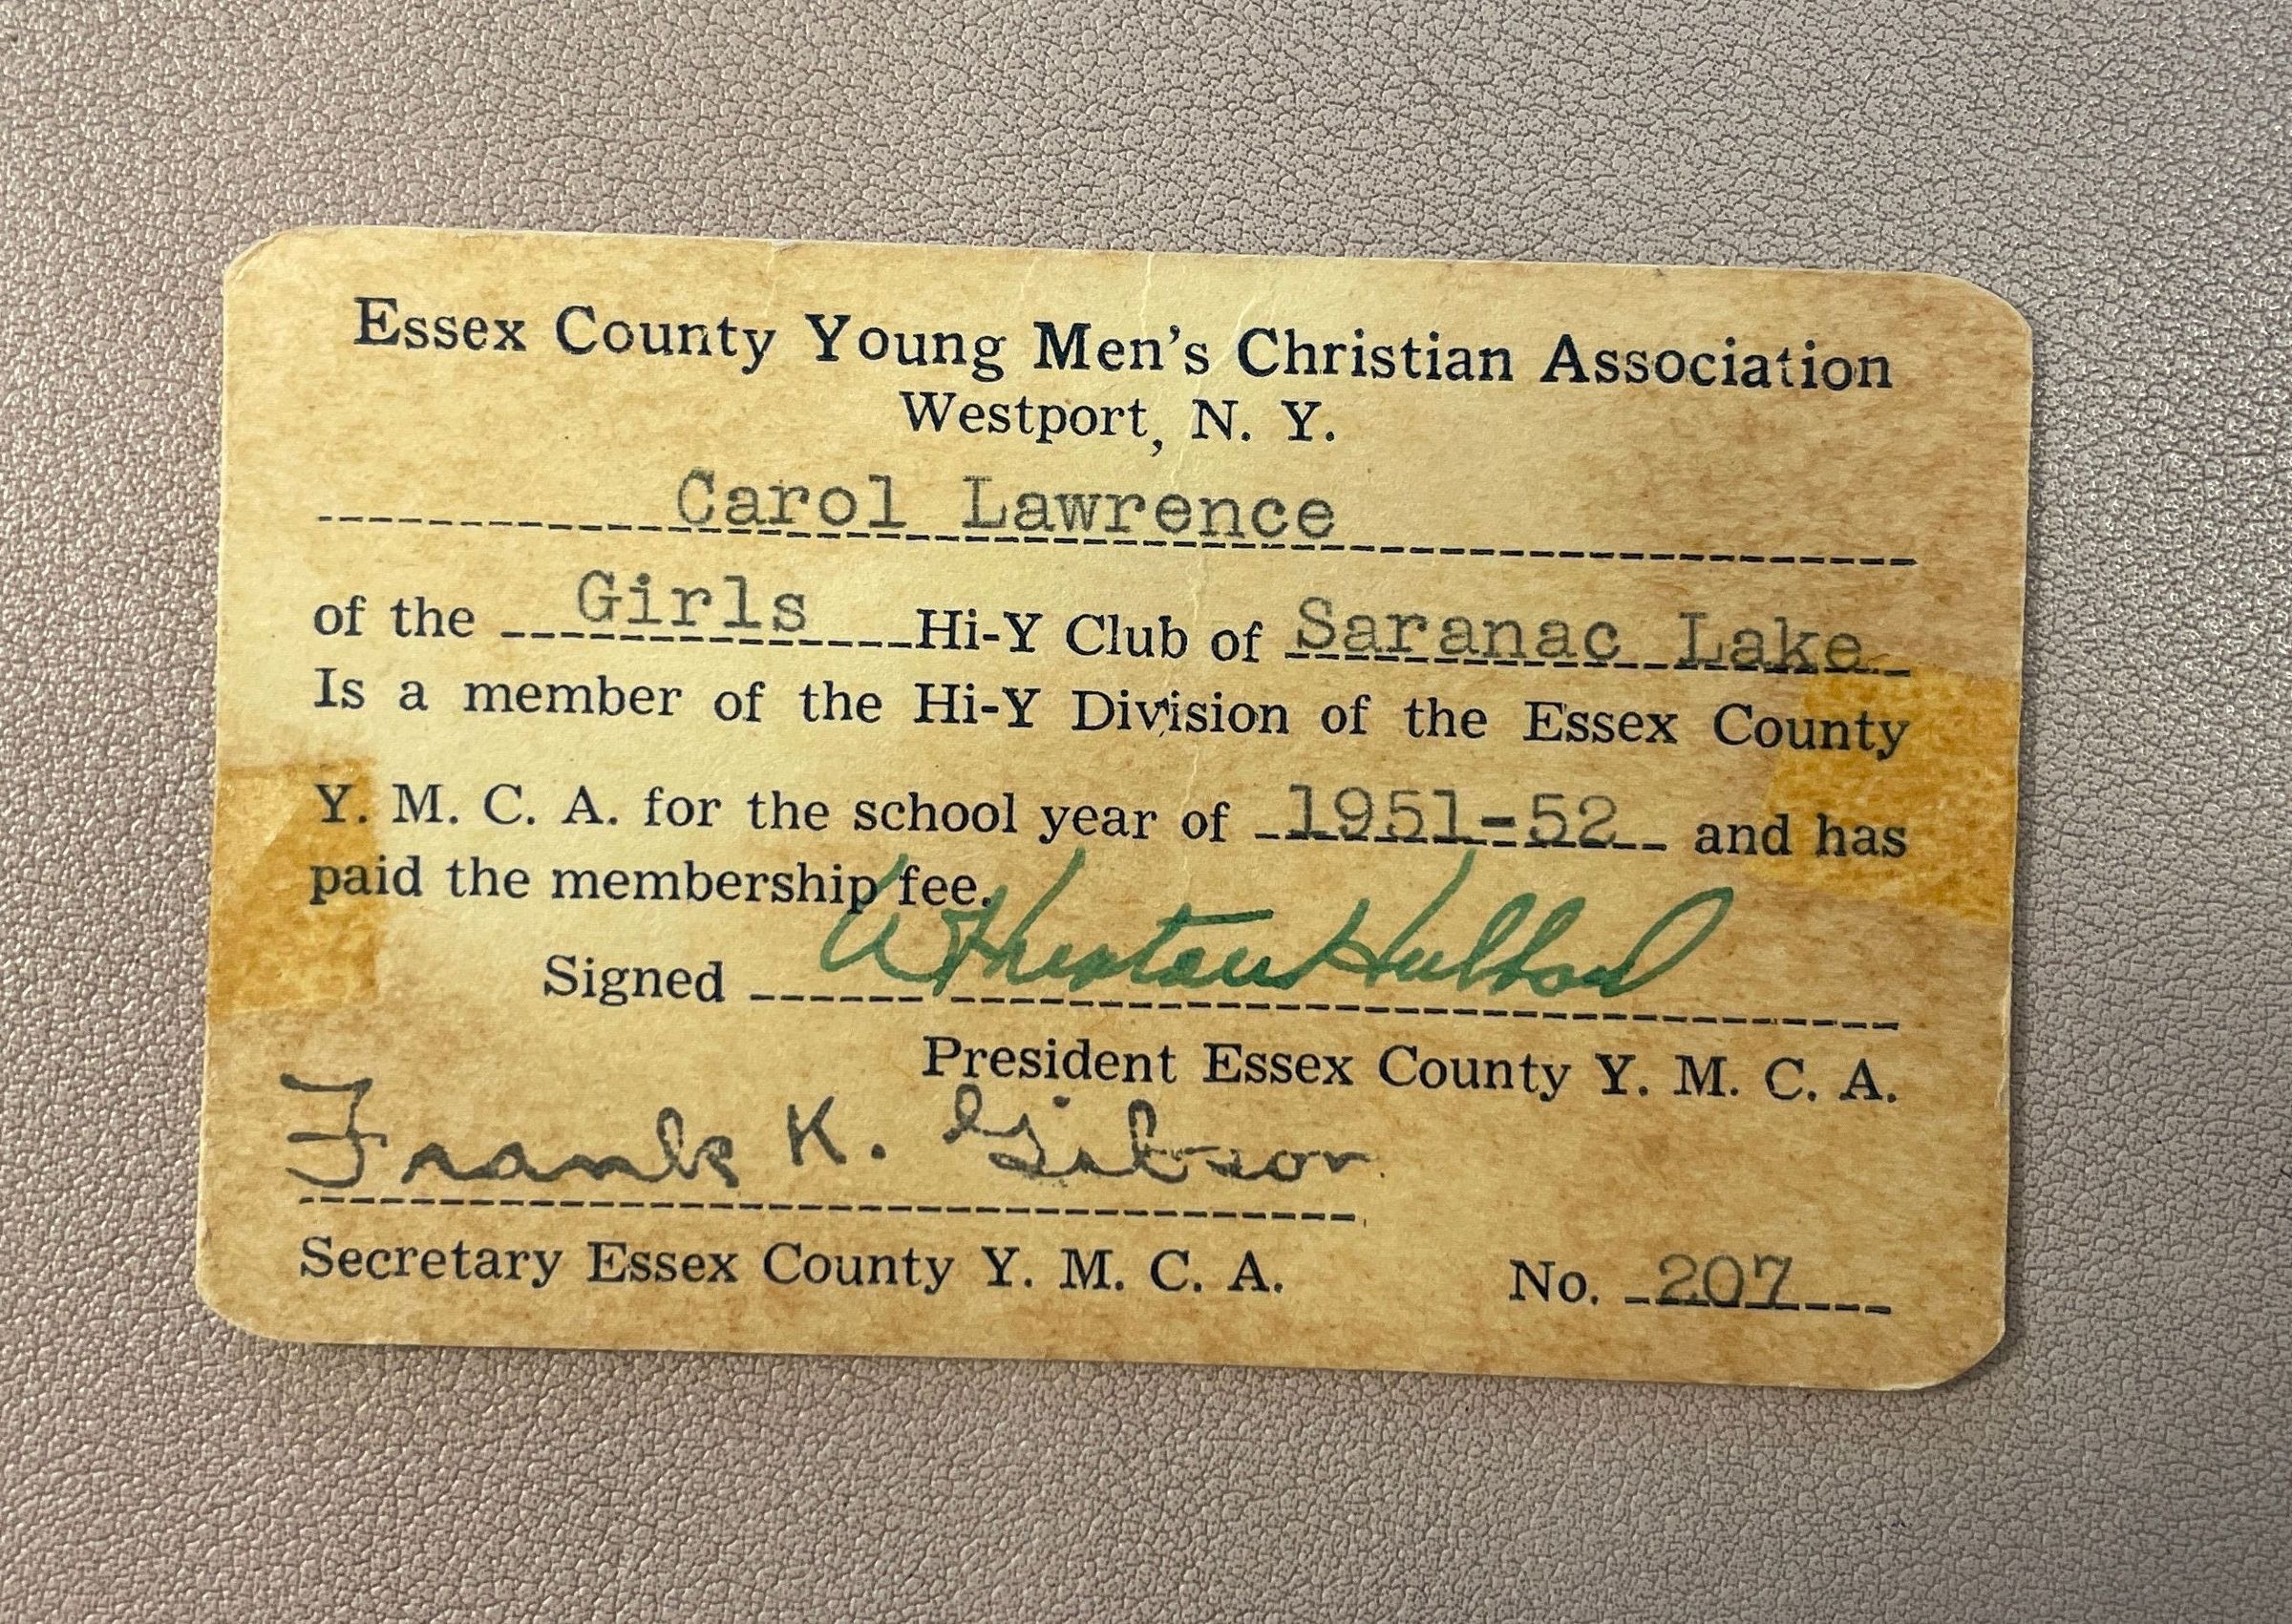 Essex County Young Men's Christian Association
Westport, N. Y.
Carol Lawrence
of the Girls Hi-Y Club of Saranac Lake
Is a member of the Hi-Y Division of the Essex County
Y. M. C. A. for the school year of 1951-52 and has
paid the membership fee.
Signed Hubbard
President Essex County Y. M. C. A.
Frank K. Gibson
Secretary Essex County Y. M. C. A. No. 207